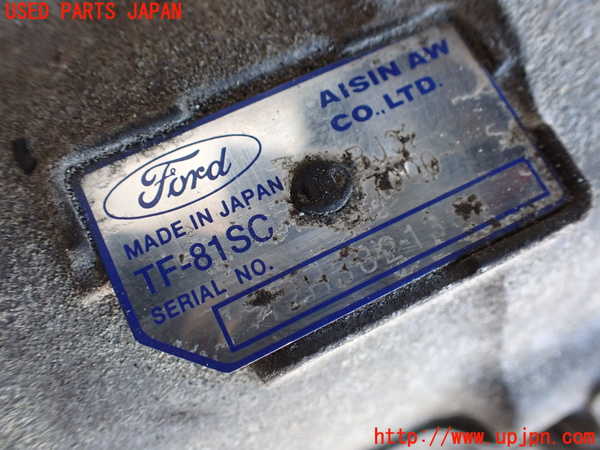 USED PARTS JAPAN
AISIN AW
CO., LTD.
Ford
MADE IN JAPAN
TF-81SC
SERIAL NO.
http://www.upjpn.com/